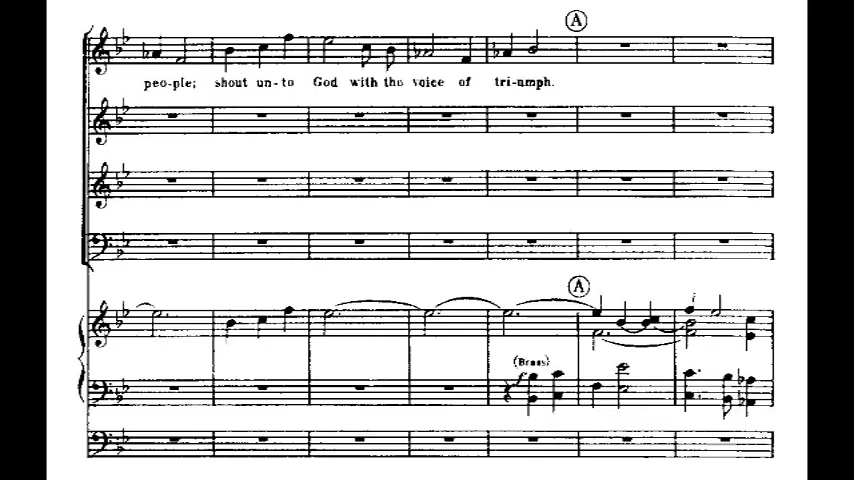 A
peo-ple; shout un-to God with the voice of tri-umph.
A
(Brass)
f